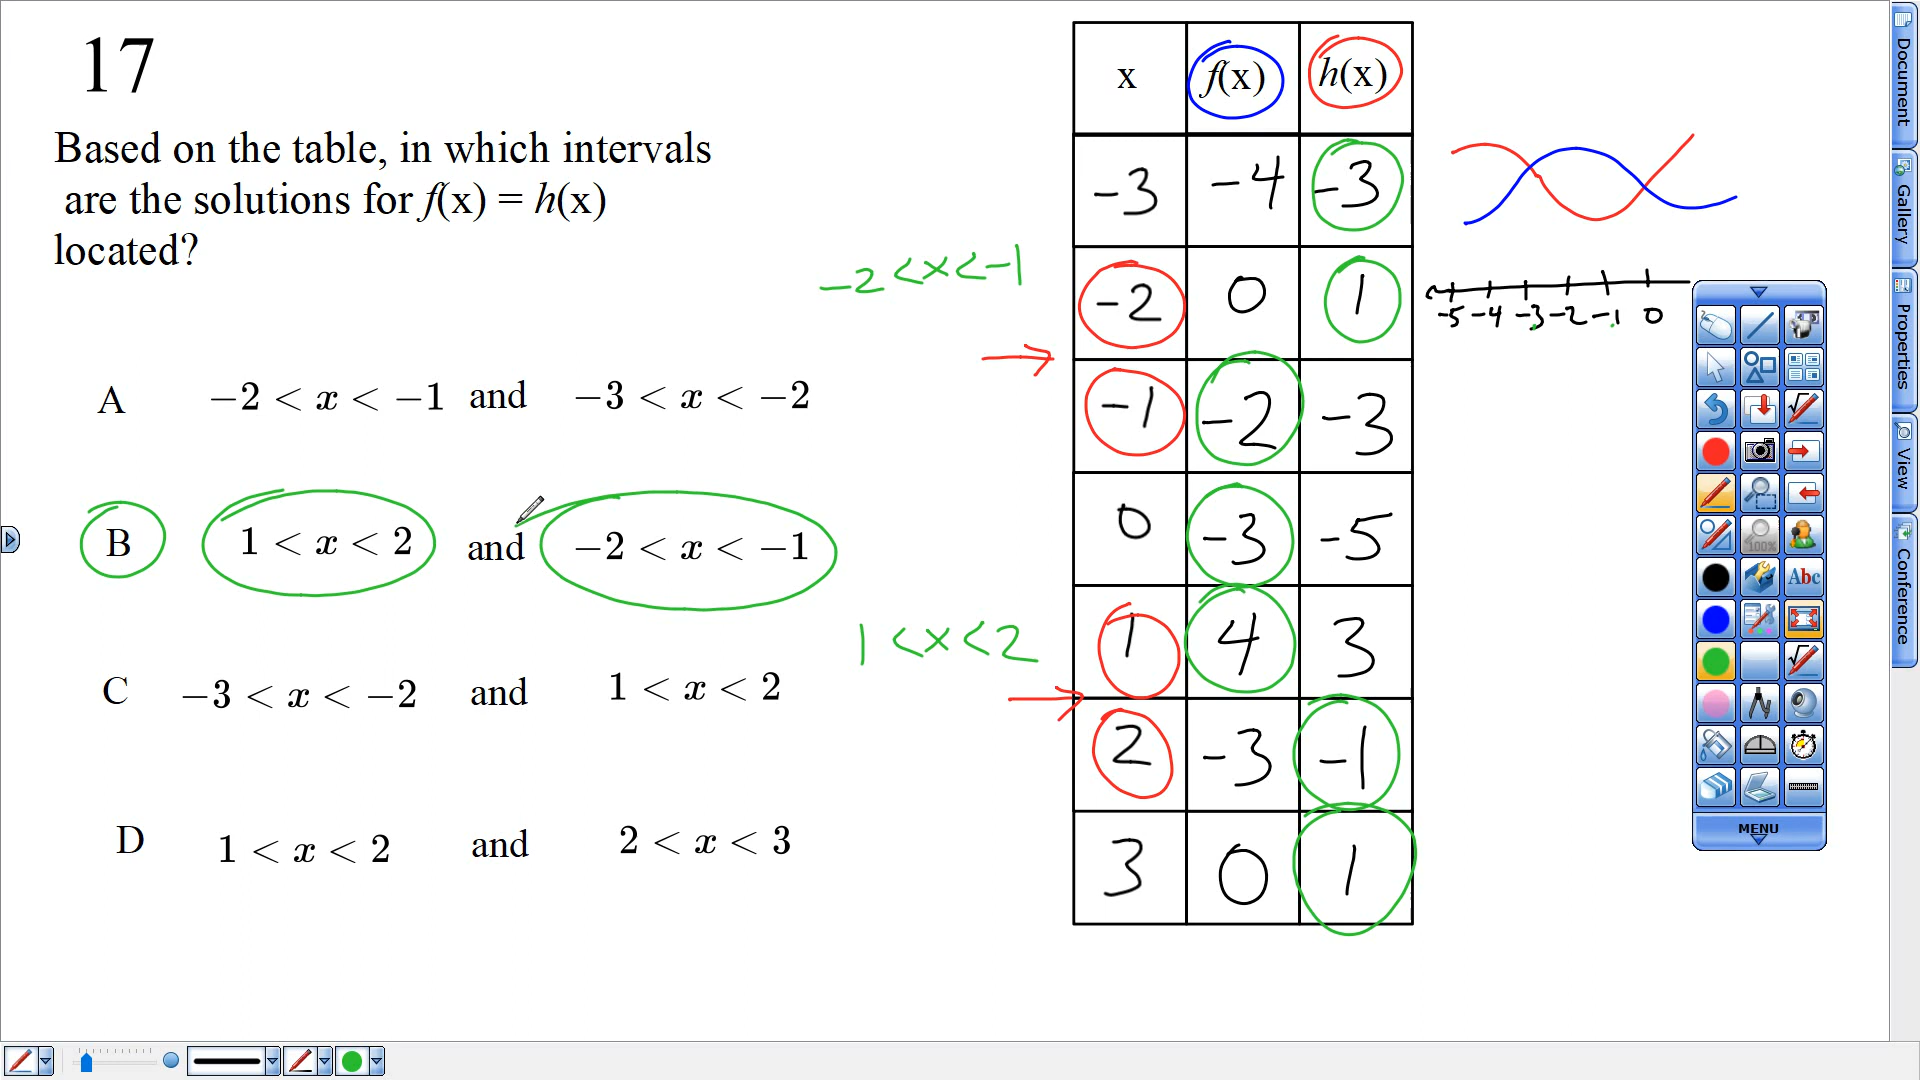 17
Based on the table, in which intervals
are the solutions for f(x) = h(x)
located?
A −2 < x < −1 and −3 < x < −2
B 1 < x < 2 and −2 < x < −1
C −3 < x < −2 and 1 < x < 2
D 1 < x < 2 and 2 < x < 3
-2 < x < -1
1 < x < 2
x f(x) h(x)
-3 -4 -3
-2 0 1
-1 -2 -3
0 -3 -5
1 4 3
2 -3 -1
3 0 1
-5 -4 -3 -2 -1 0
100%
Abc
MENU
Document
Gallery
Properties
View
Conference